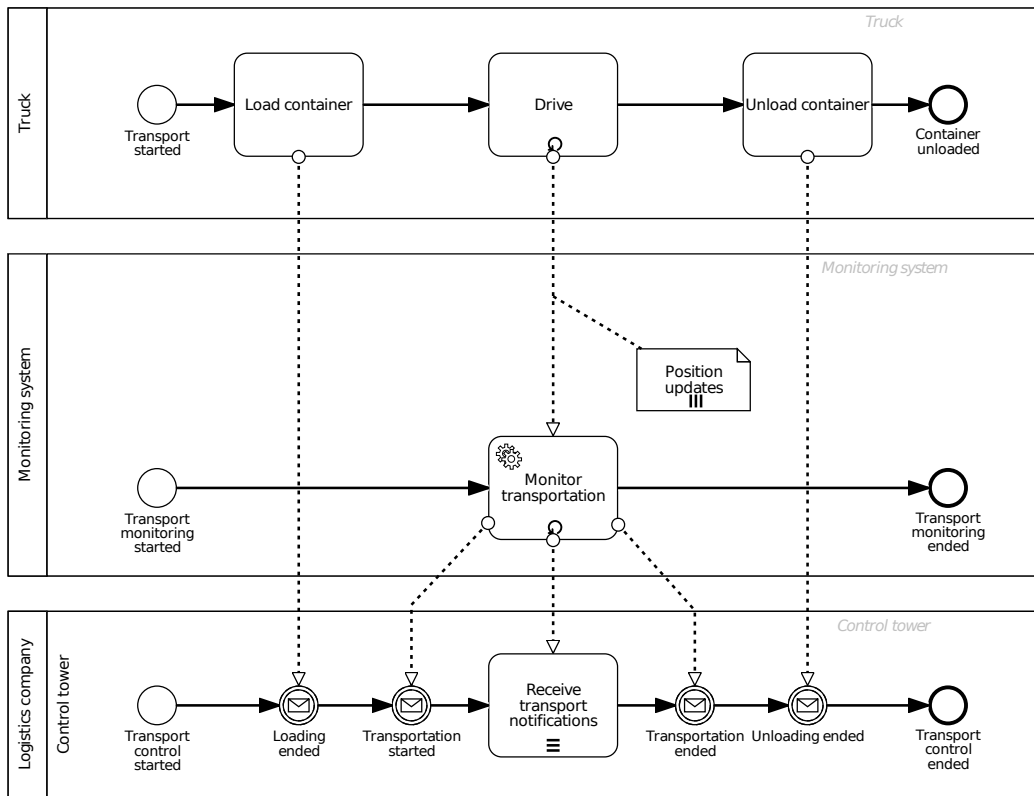 Truck
Truck
Load container
Drive
Unload container
Transport
started
Container
unloaded
Monitoring system
Monitoring system
Position
updates
Monitor
transportation
Transport
monitoring
started
Transport
monitoring
ended
Logistics company
Control tower
Control tower
Receive
transport
notifications
Transport
control
started
Loading
ended
Transportation
started
Transportation
ended
Unloading ended
Transport
control
ended